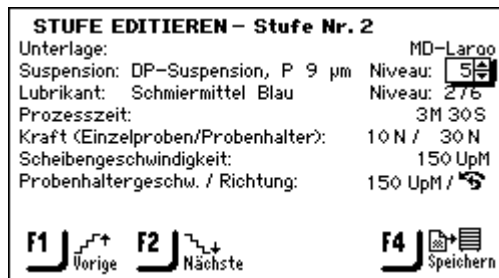 STUFE EDITIEREN – Stufe Nr. 2
Unterlage: MD–Largo
Suspension: DP–Suspension, P 9 µm Niveau: 5
Lubrikant: Schmiermittel Blau Niveau: 2/6
Prozesszeit: 3M 30S
Kraft (Einzelproben/Probenhalter): 10N / 30N
Scheibengeschwindigkeit: 150 UpM
Probenhaltergeschw. / Richtung: 150 UpM /
F1 Vorige F2 Nächste F4 Speichern